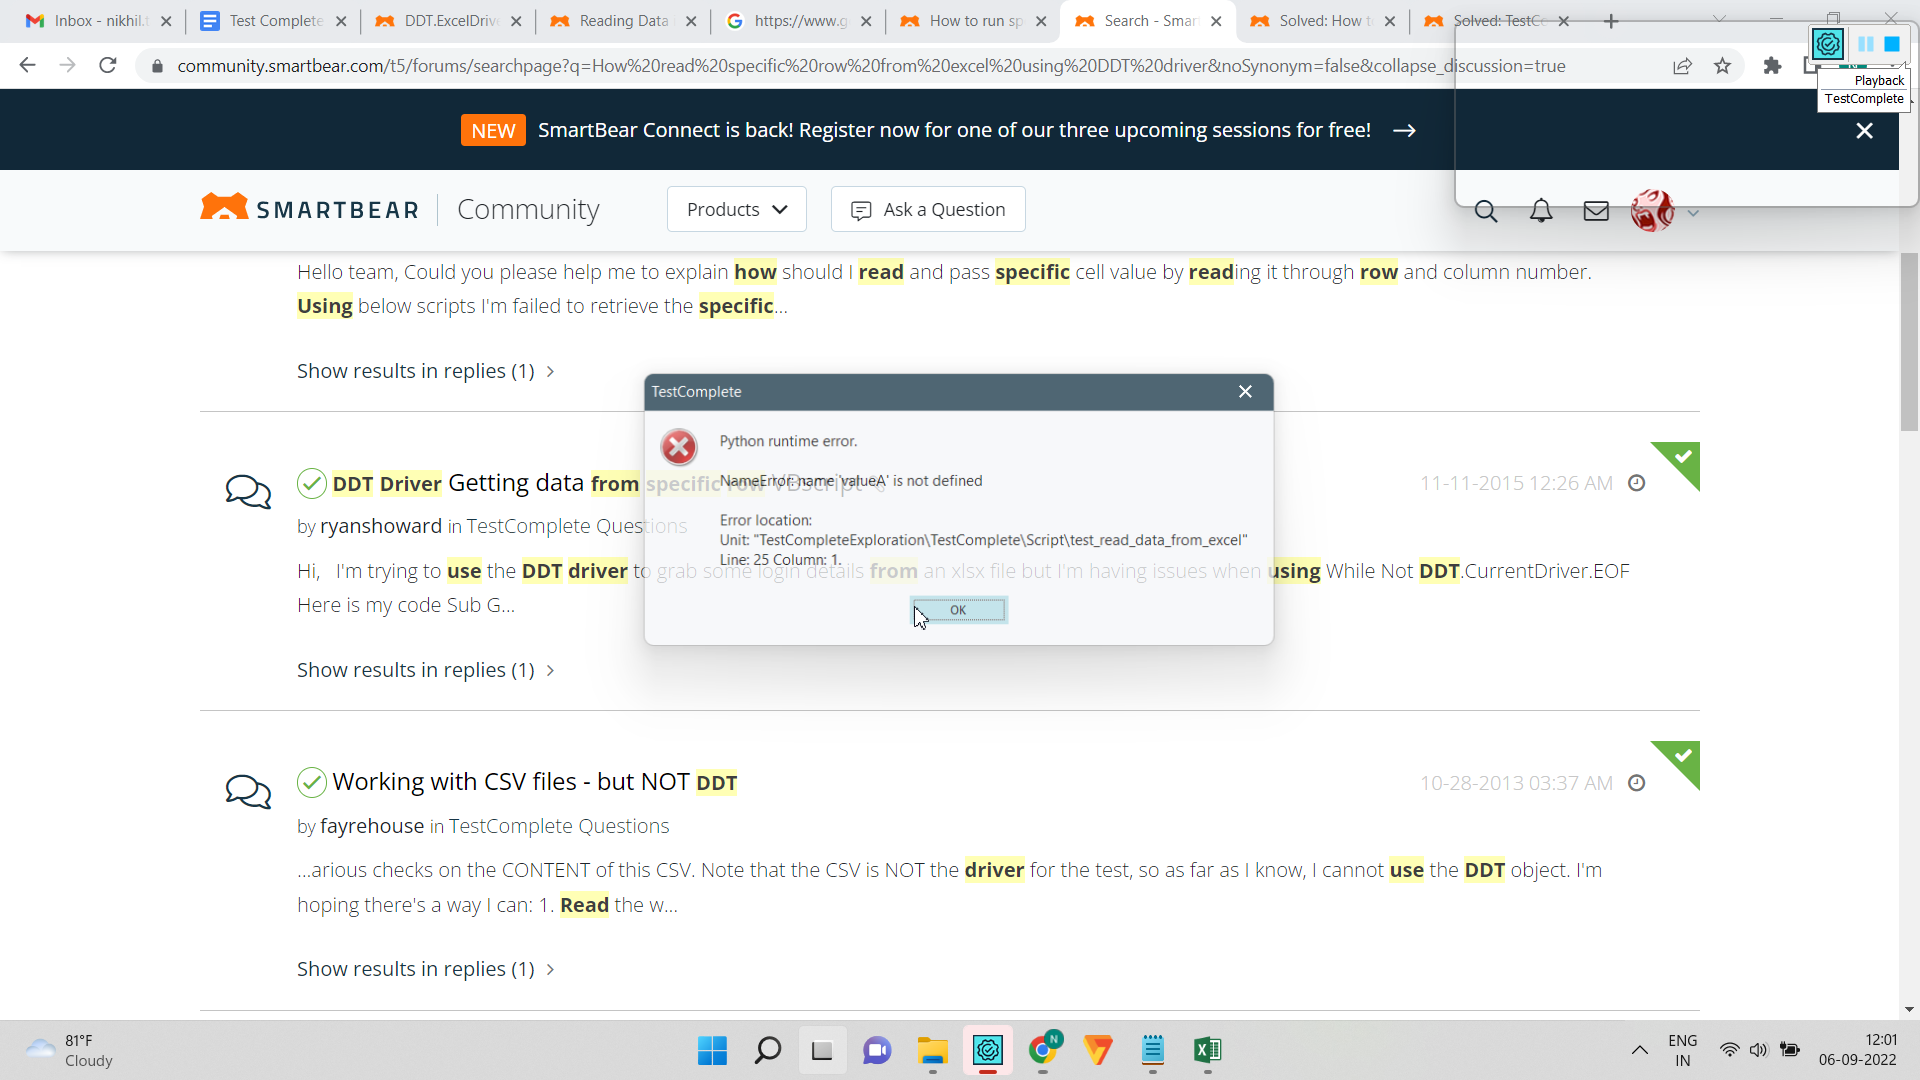 Inbox - nikhil.t
Test Complete
DDT.ExcelDrive
Reading Data
https://www.g
How to run sp
Search - Smar
Solved: How t
Solved: TestCo
community.smartbear.com/t5/forums/searchpage?q=How%20read%20specific%20row%20from%20excel%20using%20DDT%20driver&noSynonym=false&collapse_discussion=true
Playback
TestComplete
NEW SmartBear Connect is back! Register now for one of our three upcoming sessions for free! →
SMARTBEAR Community Products Ask a Question
Hello team, Could you please help me to explain how should I read and pass specific cell value by reading it through row and column number.
Using below scripts I'm failed to retrieve the specific...
Show results in replies (1) >
TestComplete
Python runtime error.
NameError: name 'valueA' is not defined
Error location:
Unit: "TestCompleteExploration\TestComplete\Script\test_read_data_from_excel"
Line: 25 Column: 1.
OK
DDT Driver Getting data from specific row VBscript
11-11-2015 12:26 AM
by ryanshoward in TestComplete Questions
Hi, I'm trying to use the DDT driver to grab some login details from an xlsx file but I'm having issues when using While Not DDT.CurrentDriver.EOF
Here is my code Sub G...
Show results in replies (1) >
Working with CSV files - but NOT DDT
10-28-2013 03:37 AM
by fayrehouse in TestComplete Questions
...arious checks on the CONTENT of this CSV. Note that the CSV is NOT the driver for the test, so as far as I know, I cannot use the DDT object. I'm
hoping there's a way I can: 1. Read the w...
Show results in replies (1) >
81°F
Cloudy
N
ENG
IN
12:01
06-09-2022